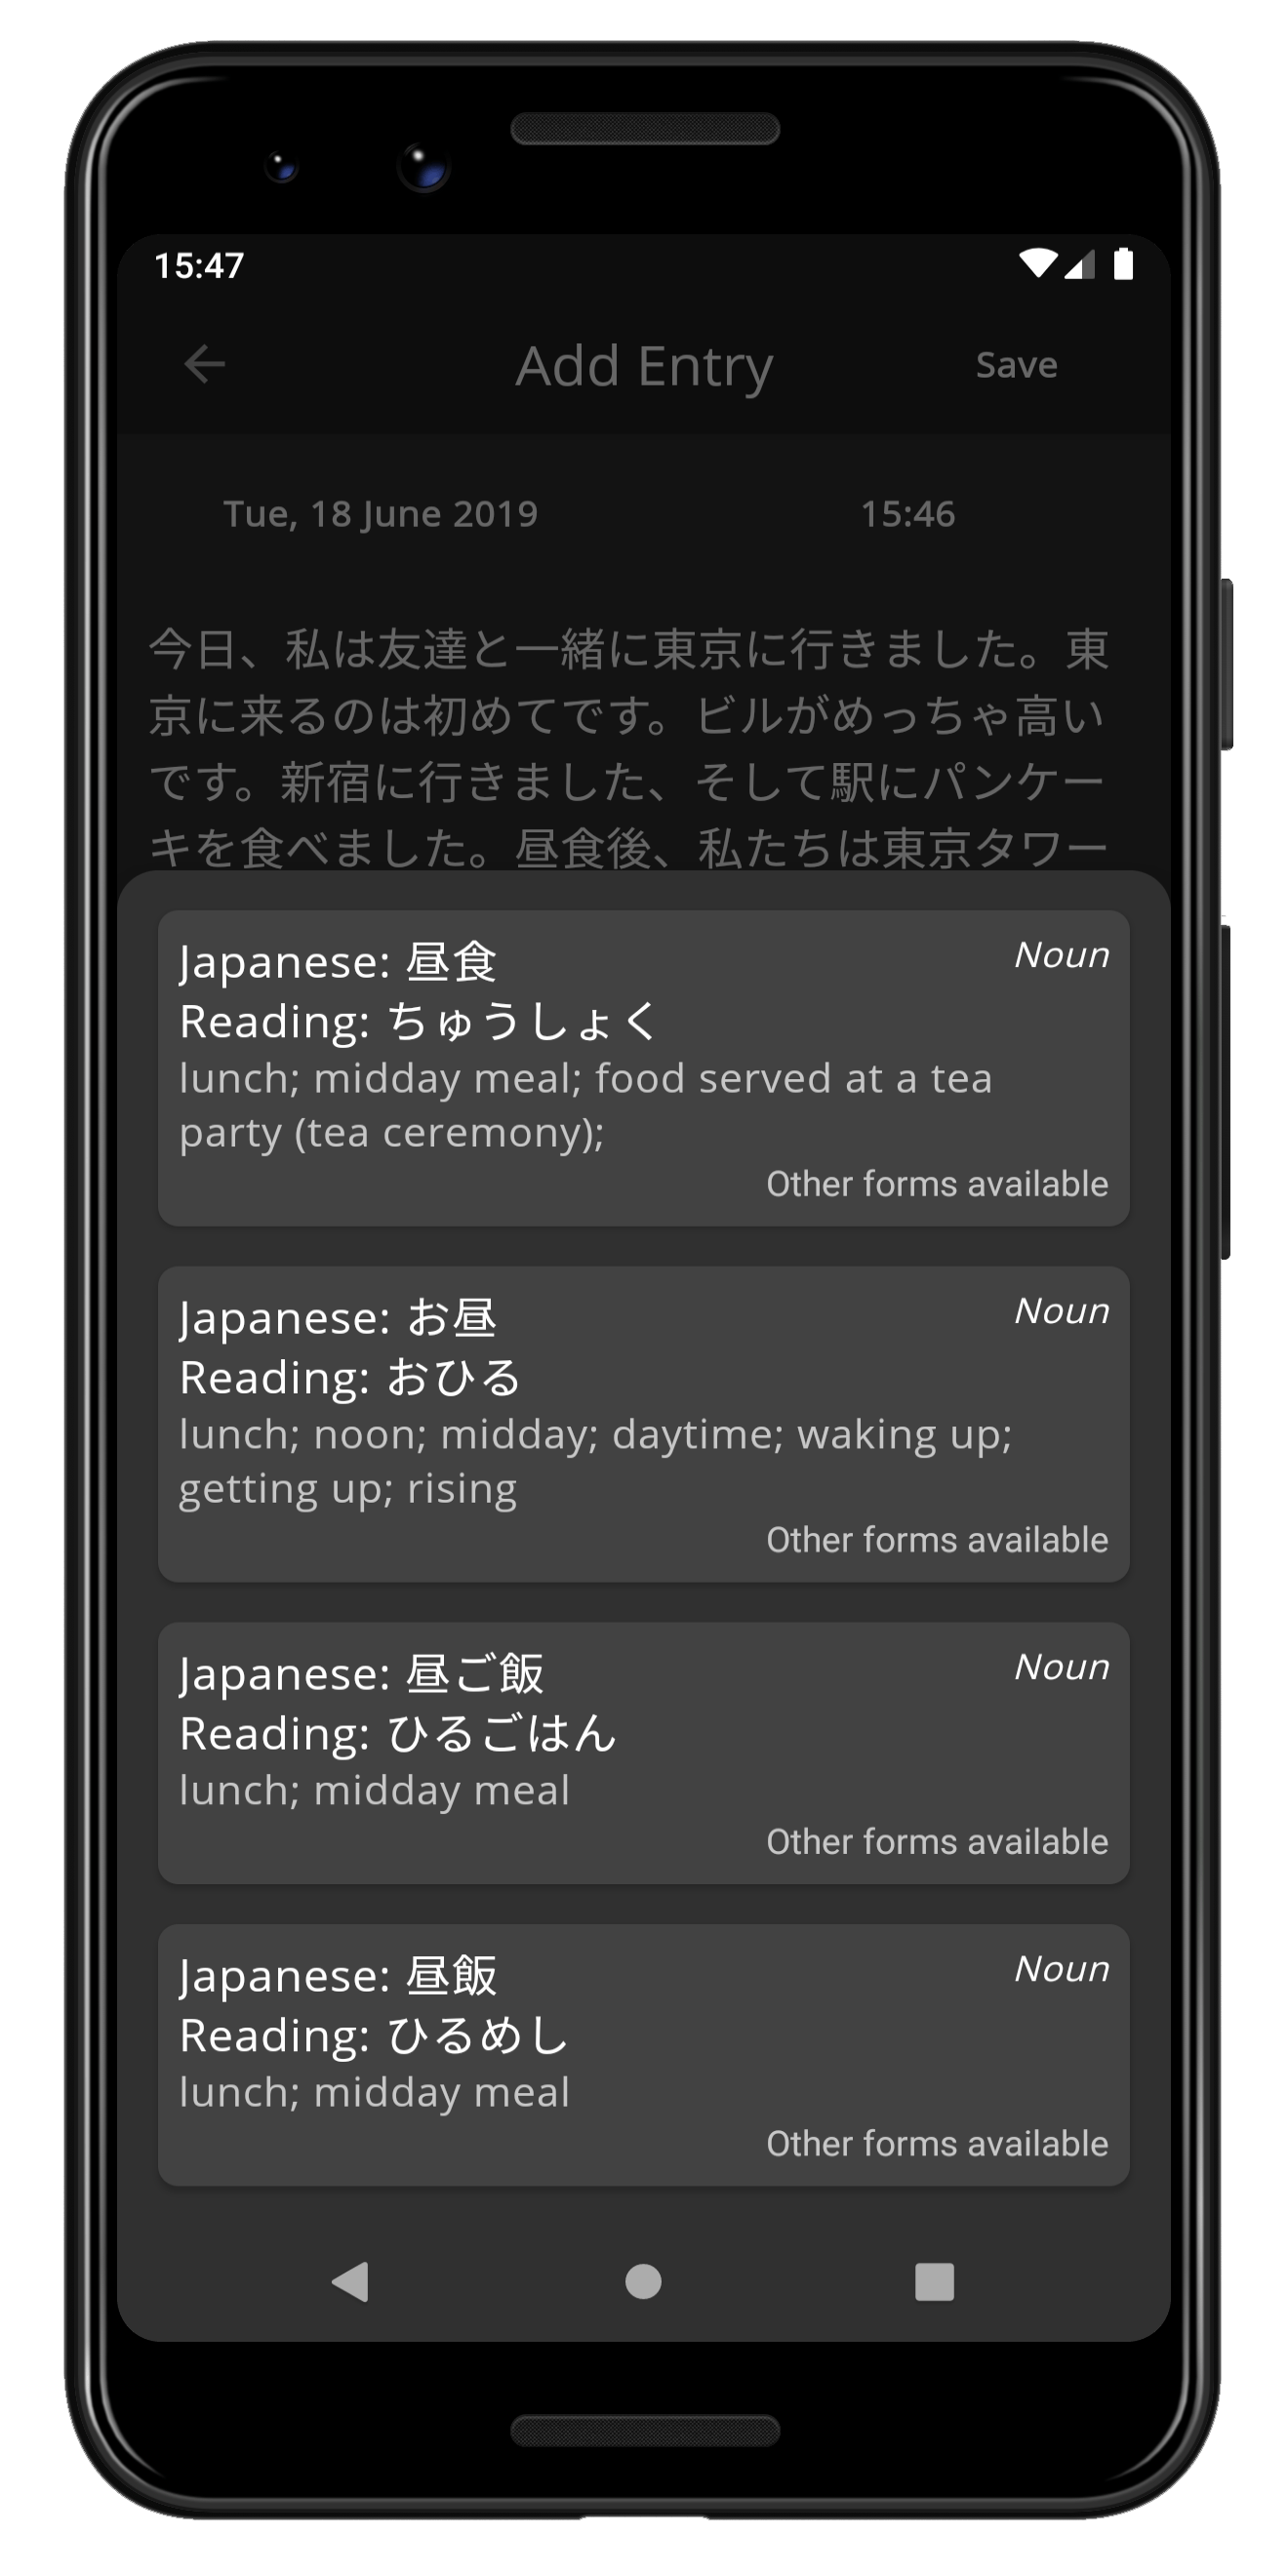 15:47
Add Entry
Save
Tue, 18 June 2019
15:46
今日、私は友達と一緒に東京に行きました。東
京に来るのは初めてです。ビルがめっちゃ高い
です。新宿に行きました、そして駅にパンケー
キを食べました。昼食後、私たちは東京タワー
Japanese: 昼食
Noun
Reading: ちゅうしょく
lunch; midday meal; food served at a tea
party (tea ceremony);
Other forms available
Japanese: お昼
Noun
Reading: おひる
lunch; noon; midday; daytime; waking up;
getting up; rising
Other forms available
Japanese: 昼ご飯
Noun
Reading: ひるごはん
lunch; midday meal
Other forms available
Japanese: 昼飯
Noun
Reading: ひるめし
lunch; midday meal
Other forms available